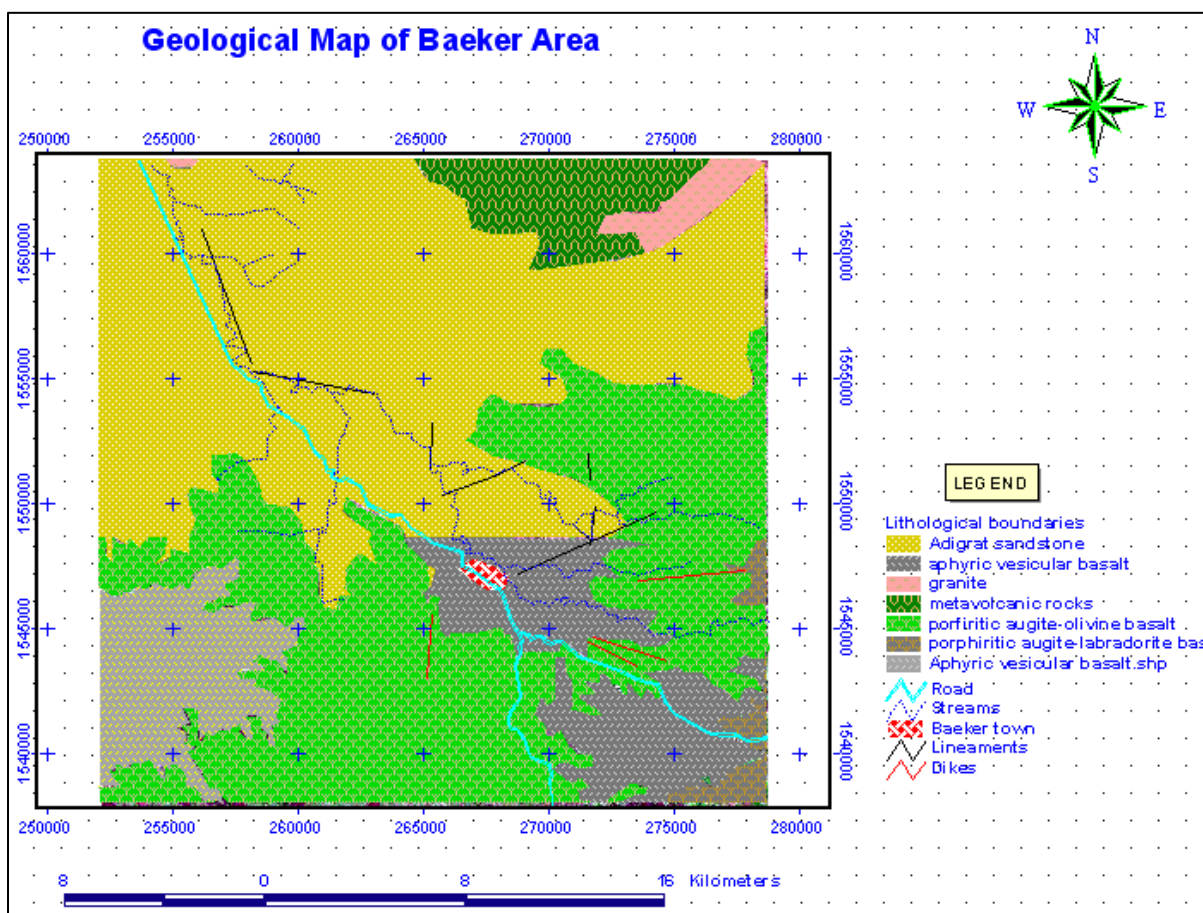 Geological Map of Baeker Area
N
W E
S
250000 255000 260000 265000 270000 275000 280000
1560000 1560000
1555000 1555000
1550000 1550000
1545000 1545000
1540000 1540000
250000 255000 260000 265000 270000 275000 280000
LEGEND
Lithological boundaries
Adigrat sandstone
aphyric vesicular basalt
granite
metavolcanic rocks
porfiritic augite-olivine basalt
porphiritic augite-labradorite bas
Aphyric vesicular basalt.shp
Road
Streams
Baeker town
Lineaments
Dikes
8 0 8 16 Kilometers